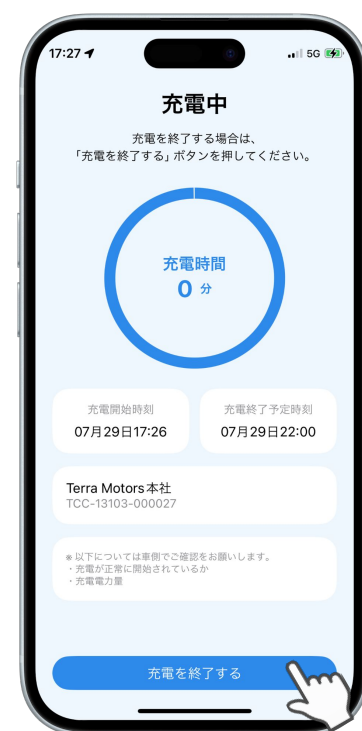 17:27
5G
充電中
充電を終了する場合は、
「充電を終了する」ボタンを押してください。
充電時間
0 分
充電開始時刻
充電終了予定時刻
07月29日17:26
07月29日22:00
Terra Motors本社
TCC-13103-000027
※以下については車側でご確認をお願いします。
・充電が正常に開始されているか
・充電電力量
充電を終了する